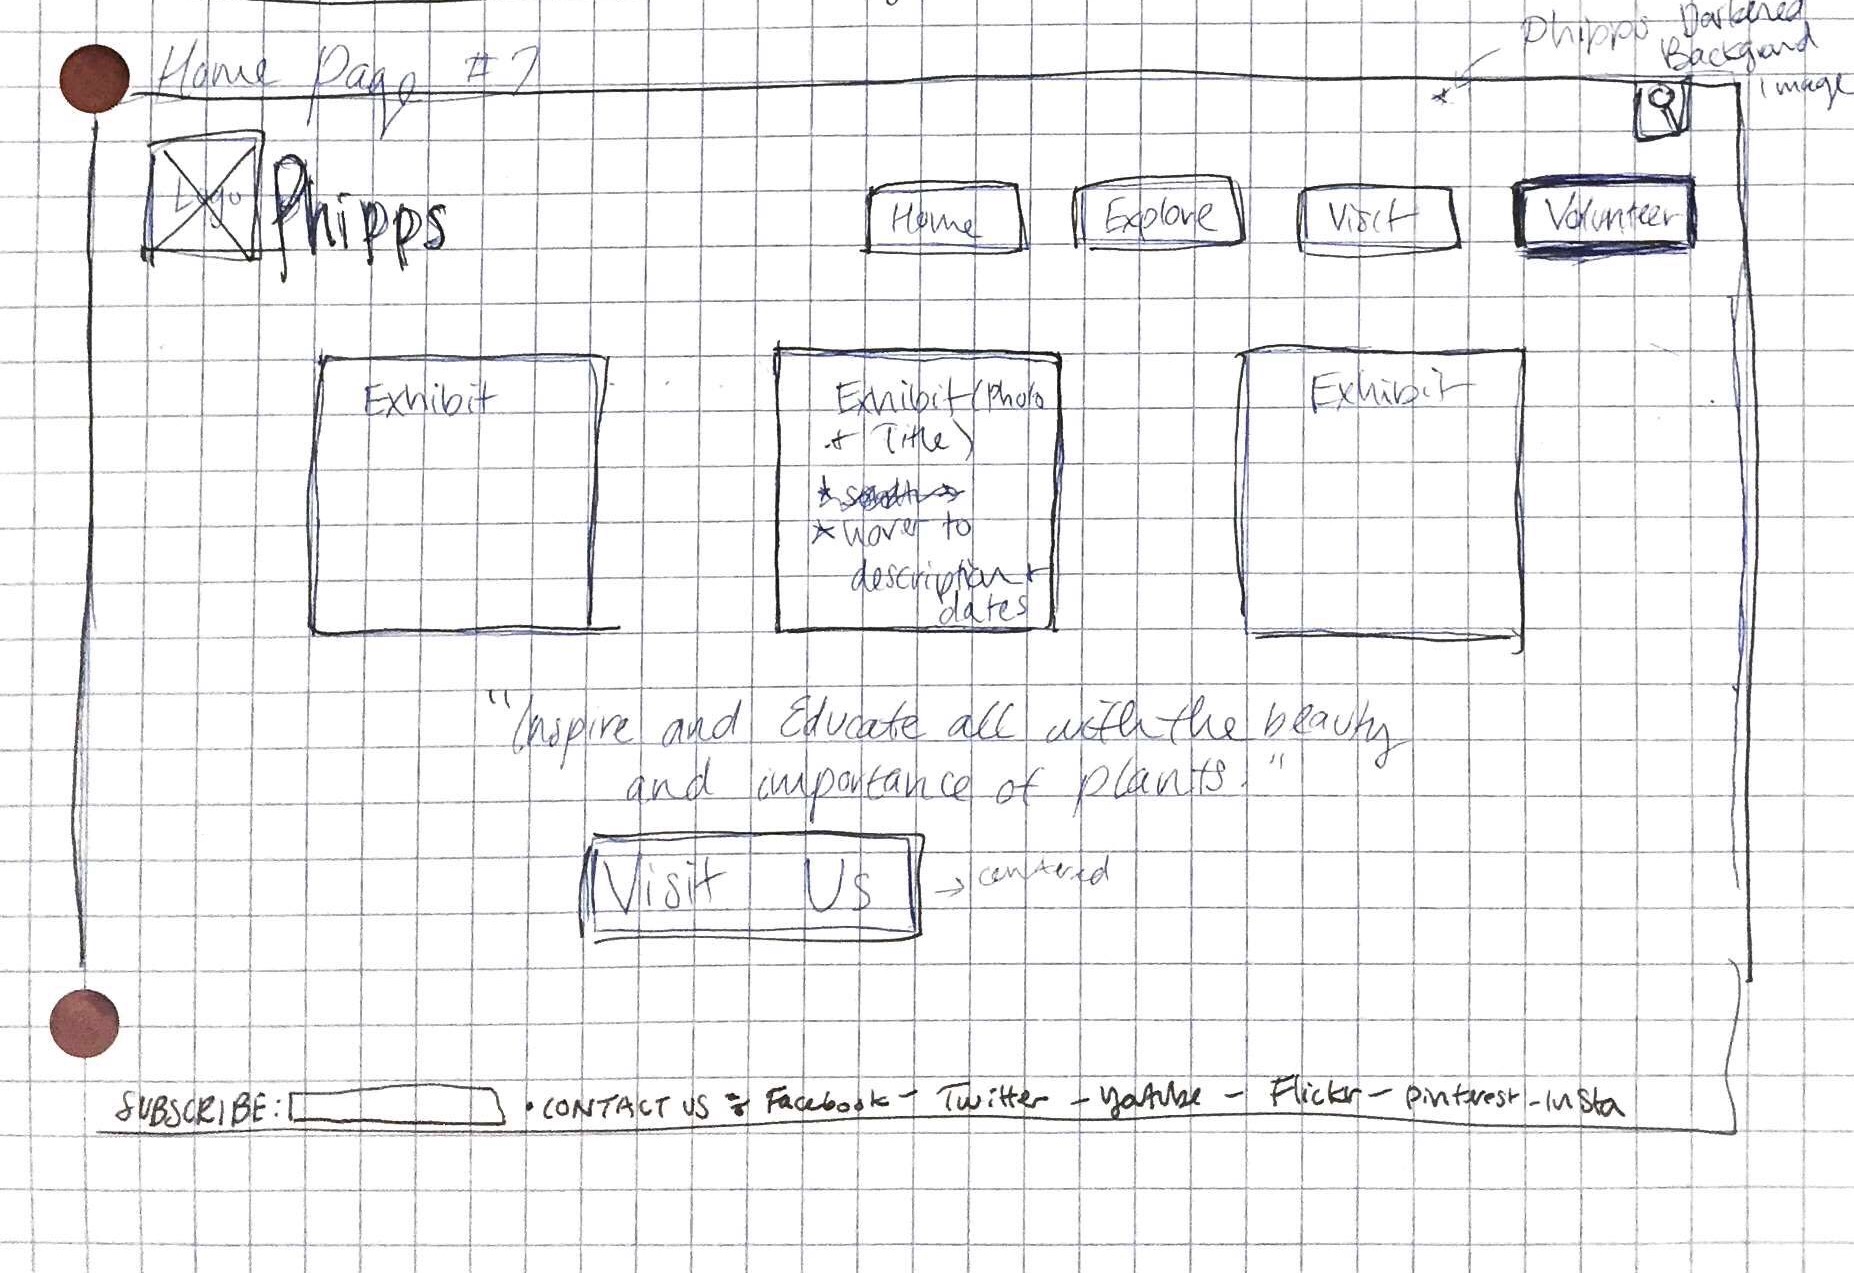 Home Page #7
Phipps Darkened
Background
Image
Logo
Phipps
Home
Explore
Visit
Volunteer
Exhibit
Exhibit (Photo
+ Title)
* hover to
description +
dates
Exhibit
"Inspire and Educate all with the beauty
and importance of plants."
Visit Us
→ centered
SUBSCRIBE:
• CONTACT US
Facebook - Twitter - Youtube - Flickr - pinterest - Insta